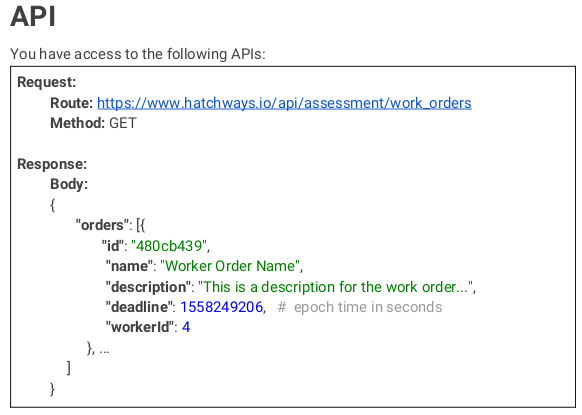 API
You have access to the following APIs:
Request:
Route: https://www.hatchways.io/api/assessment/work_orders
Method: GET
Response:
Body:
{
"orders": [{
"id": "480cb439",
"name": "Worker Order Name",
"description": "This is a description for the work order...",
"deadline": 1558249206,   #  epoch time in seconds
"workerId": 4
}, ...
]
}